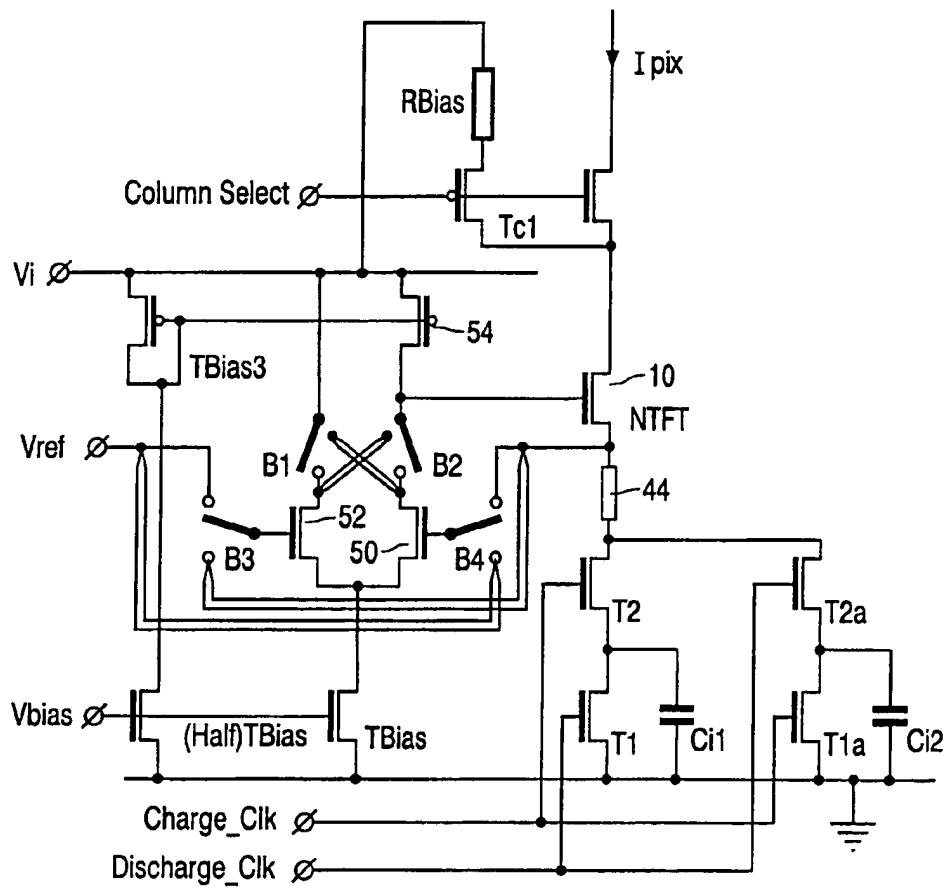 I pix
RBias
Column Select
Tc1
Vi
54
TBias3
10
NTFT
Vref
B1
B2
44
52
50
B3
B4
T2
T2a
Vbias
(Half)TBias
TBias
T1
Ci1
T1a
Ci2
Charge_Clk
Discharge_Clk